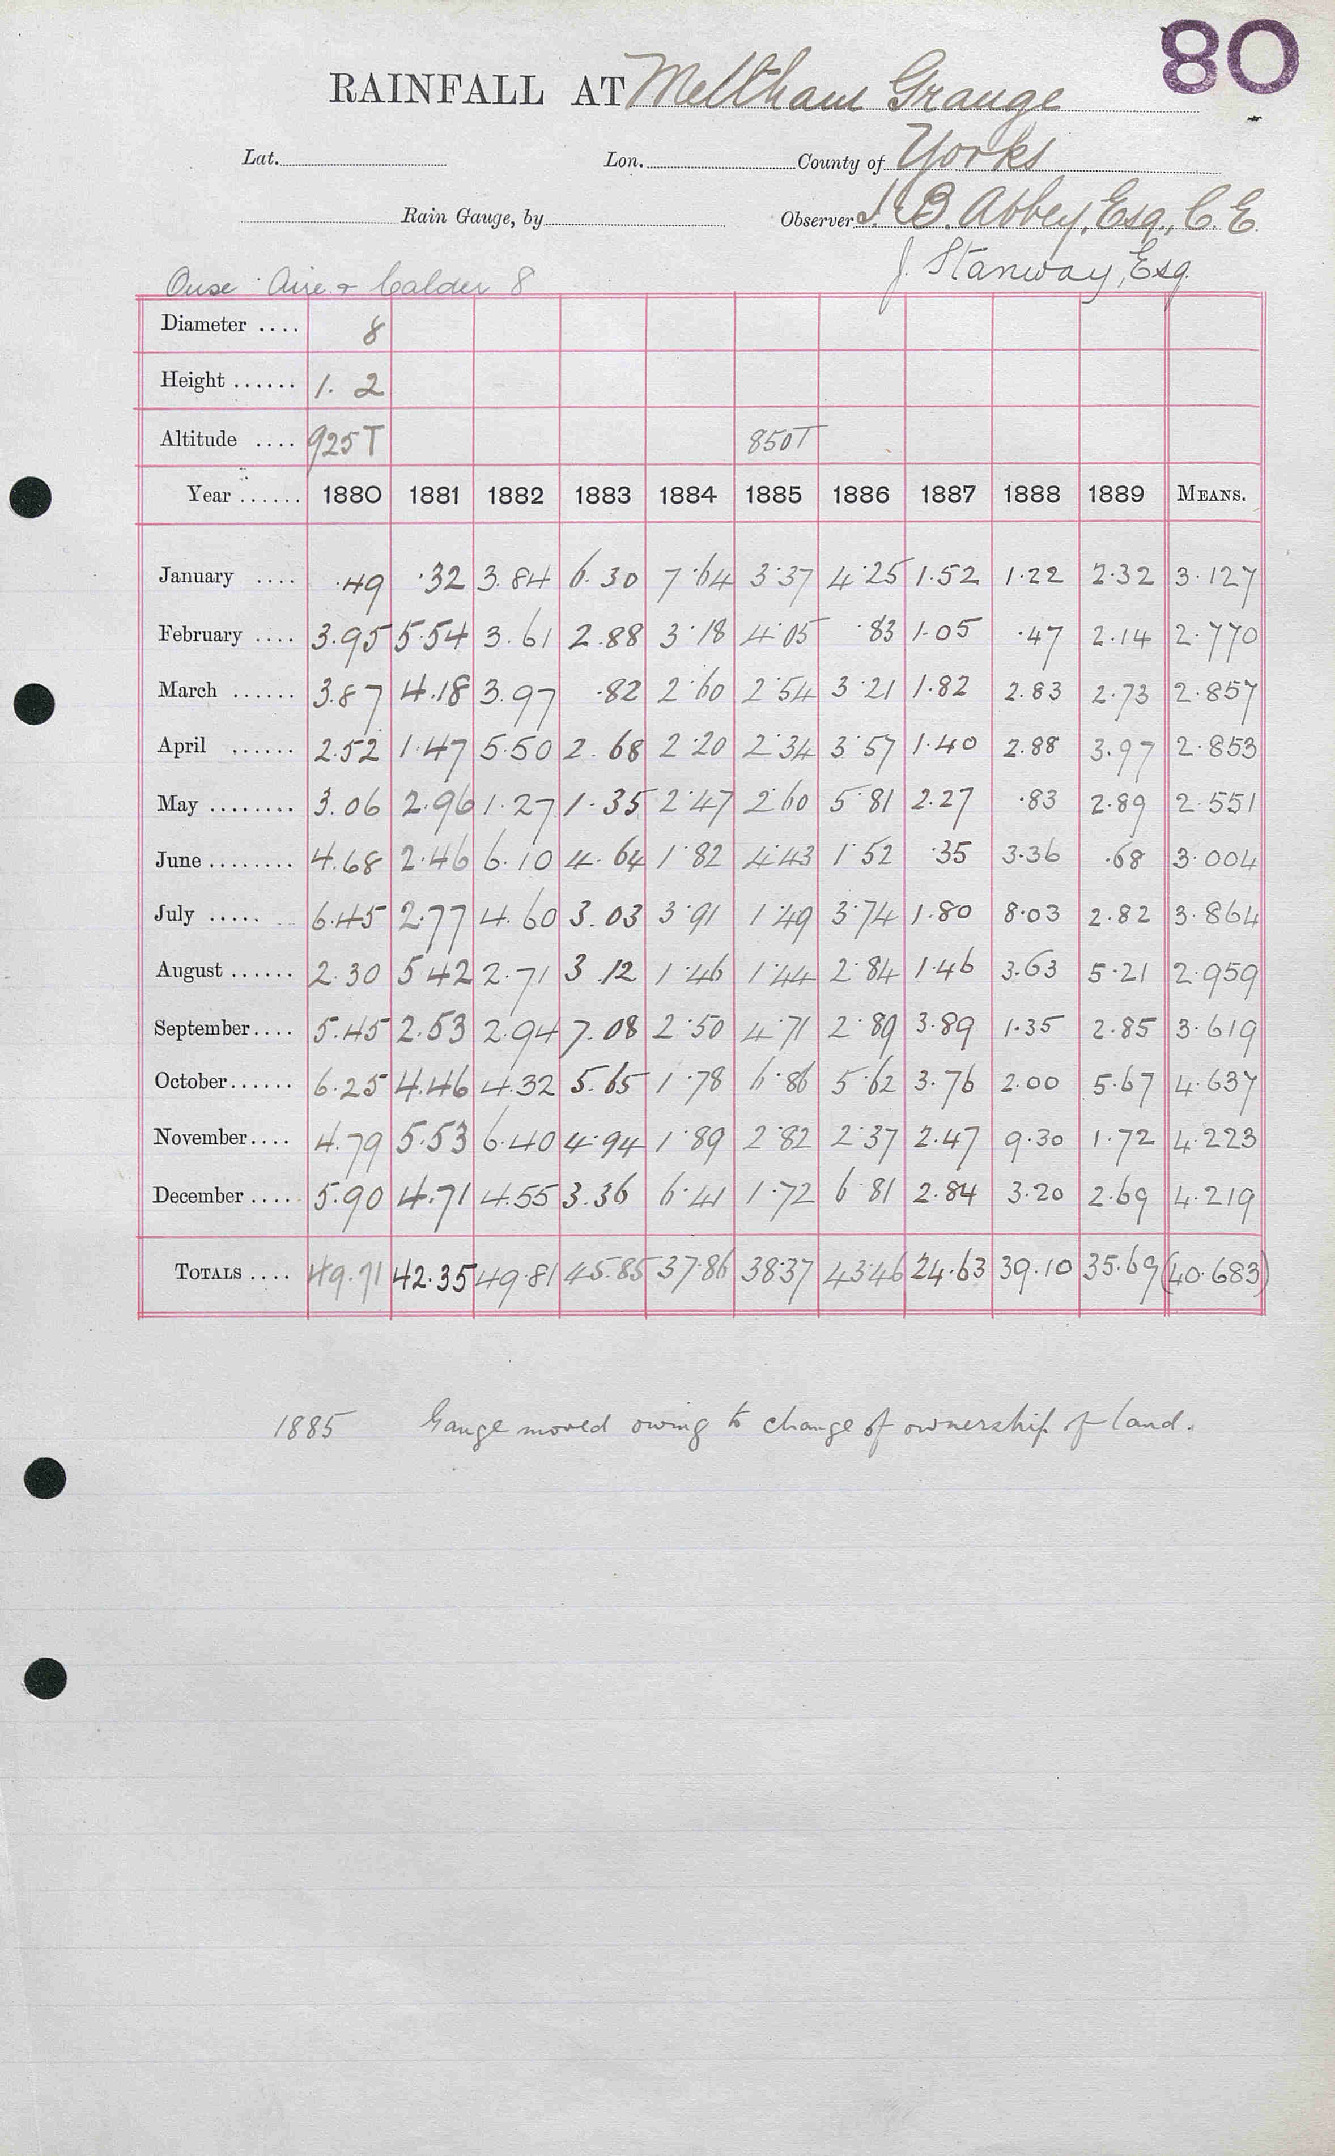 80
RAINFALL AT Meltham Grange
Lat. Lon. County of Yorks
Rain Gauge, by Observer J. B. Abbey, Esq., C. E.
J. Stanway, Esq.
Ouse Aire & Calder 8
Diameter .... 8
Height ...... 1. 2
Altitude .... 925T 850T
Year ...... 1880 1881 1882 1883 1884 1885 1886 1887 1888 1889 MEANS.
January .... .49 .32 3.84 6.30 7.64 3.37 4.25 1.52 1.22 2.32 3.127
February .... 3.95 5.54 3.61 2.88 3.18 4.05 .83 1.05 .47 2.14 2.770
March ...... 3.87 4.18 3.97 .82 2.60 2.54 3.21 1.82 2.83 2.73 2.857
April ...... 2.52 1.47 5.50 2.68 2.20 2.34 3.57 1.40 2.88 3.97 2.853
May ........ 3.06 2.96 1.27 1.35 2.47 2.60 5.81 2.27 .83 2.89 2.551
June ........ 4.68 2.46 6.10 4.64 1.82 4.43 1.52 .35 3.36 .68 3.004
July ..... 6.45 2.77 4.60 3.03 3.91 1.49 3.74 1.80 8.03 2.82 3.864
August ...... 2.30 5.42 2.71 3.12 1.46 1.44 2.84 1.46 3.63 5.21 2.959
September .... 5.45 2.53 2.94 7.08 2.50 4.71 2.89 3.89 1.35 2.85 3.619
October ...... 6.25 4.46 4.32 5.65 1.78 6.86 5.62 3.76 2.00 5.67 4.637
November .... 4.79 5.53 6.40 4.94 1.89 2.82 2.37 2.47 9.30 1.72 4.223
December ..... 5.90 4.71 4.55 3.36 6.41 1.72 6.81 2.84 3.20 2.69 4.219
TOTALS .... 49.71 42.35 49.81 45.85 37.86 38.37 43.46 24.63 39.10 35.69 (40.683)
1885 Gauge moved owing to change of ownership of land.